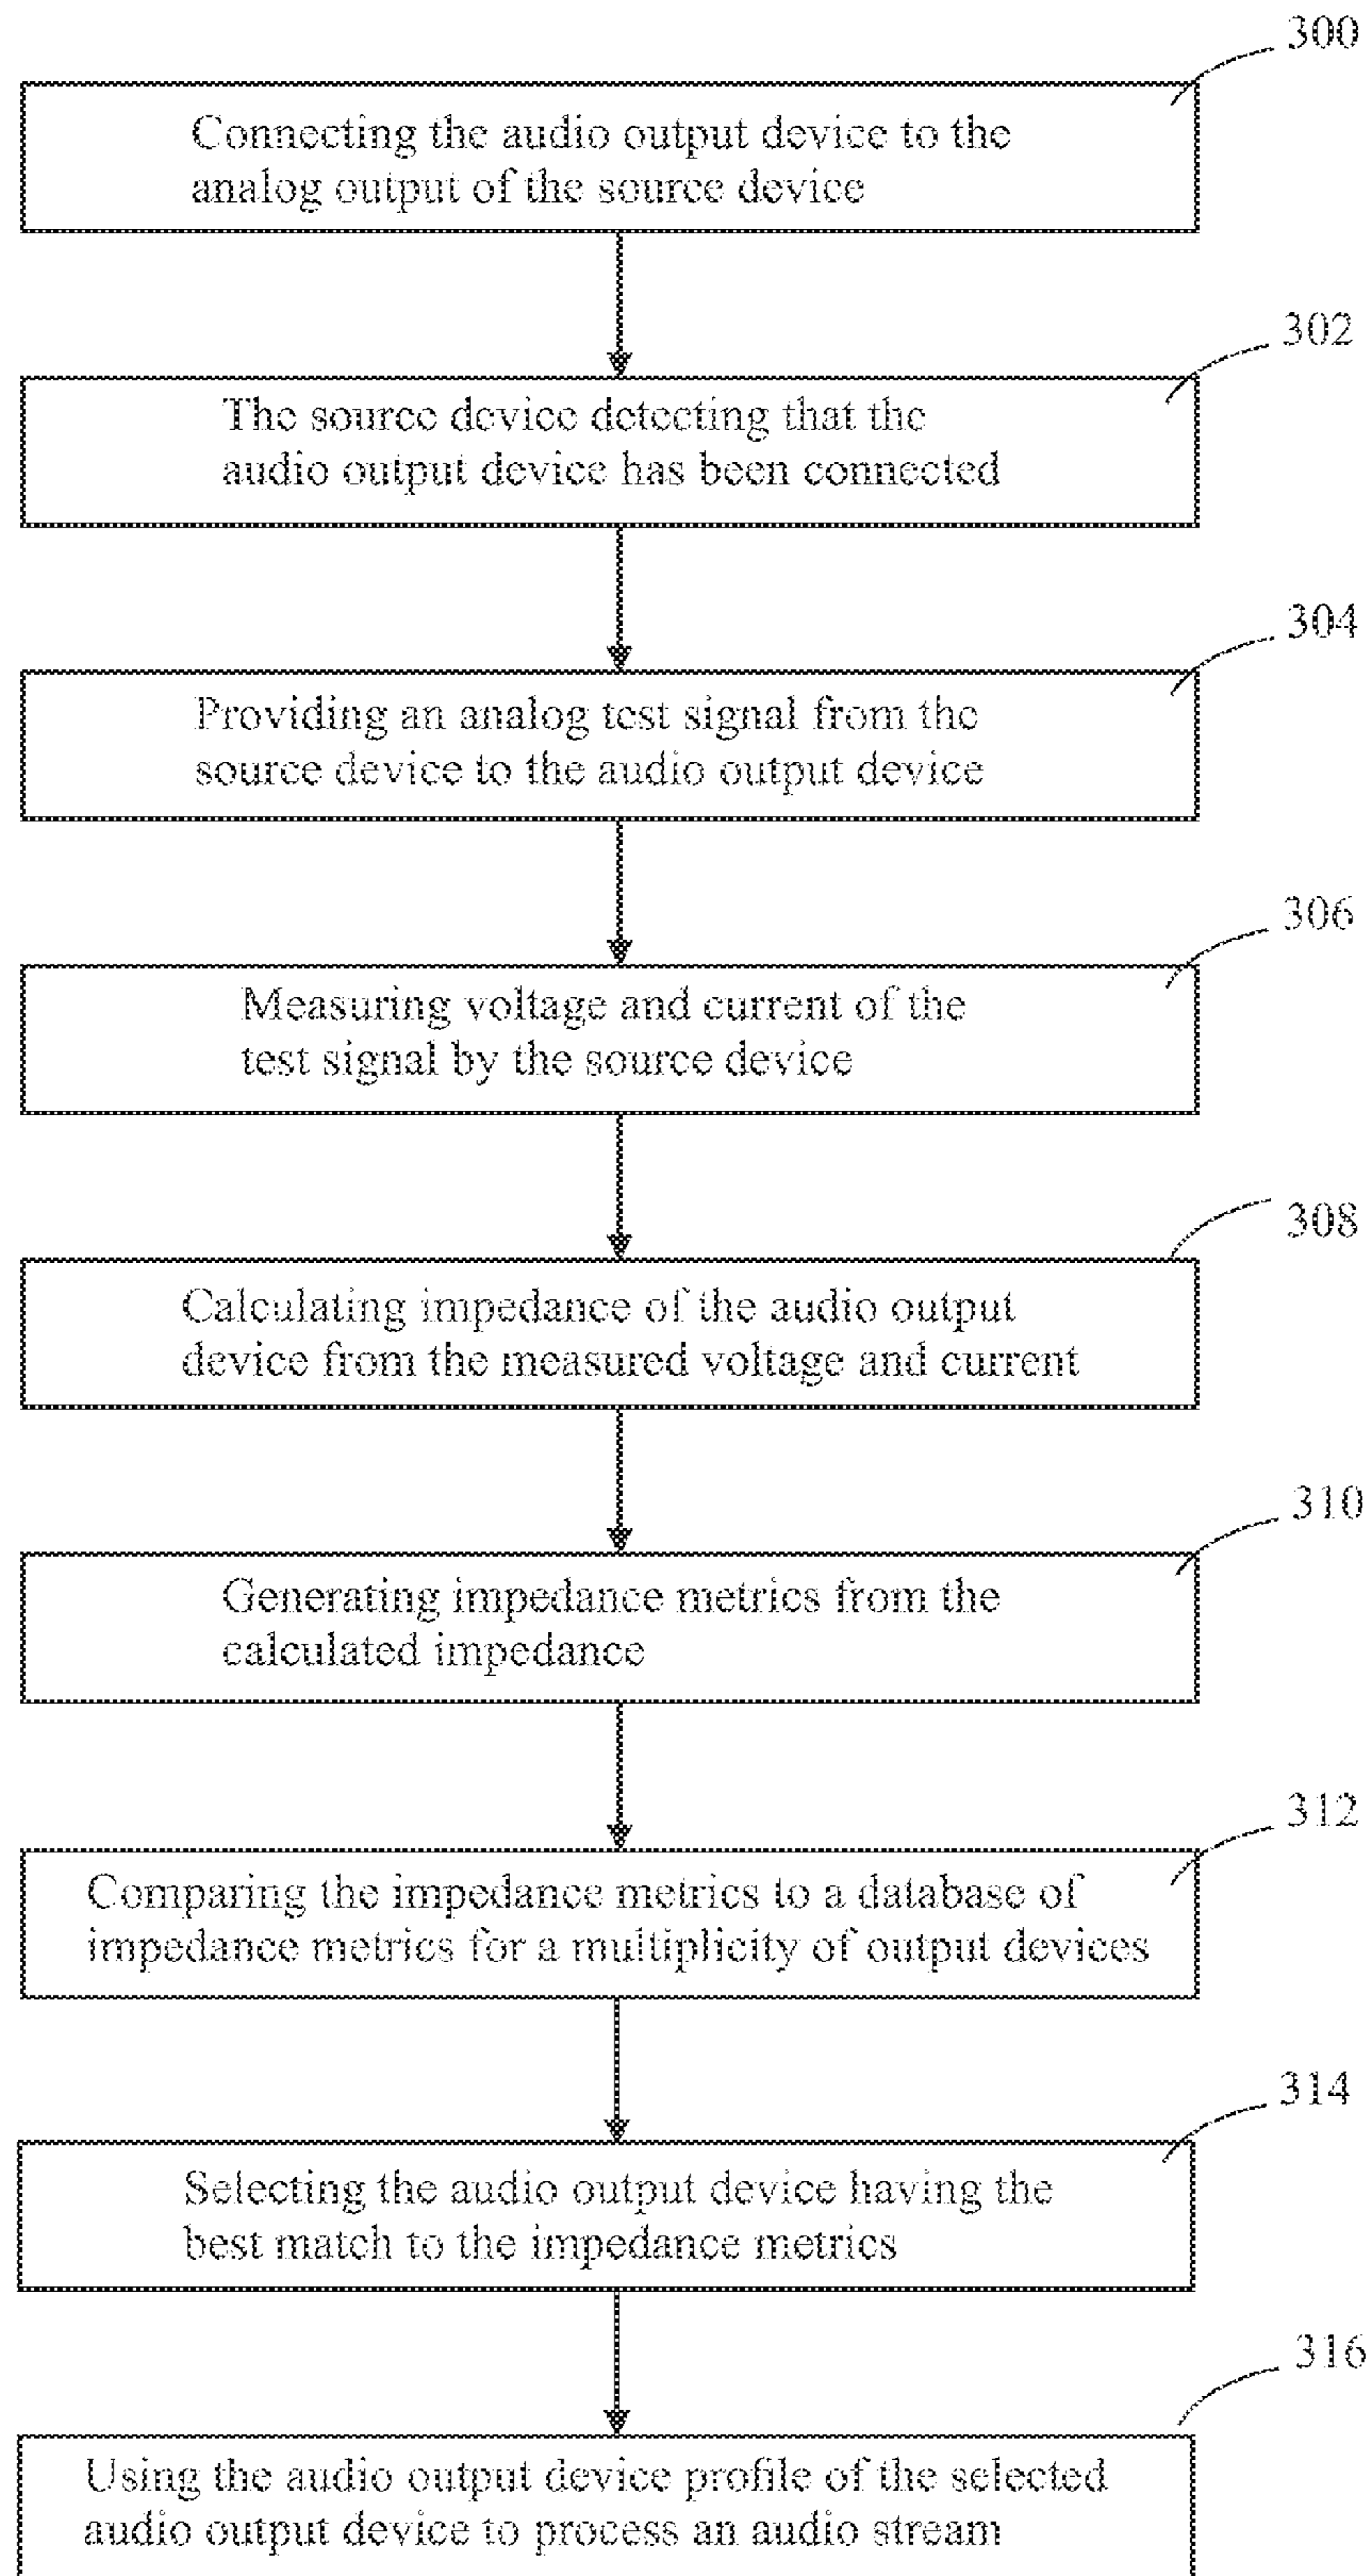 300
Connecting the audio output device to the
analog output of the source device
302
The source device detecting that the
audio output device has been connected
304
Providing an analog test signal from the
source device to the audio output device
306
Measuring voltage and current of the
test signal by the source device
308
Calculating impedance of the audio output
device from the measured voltage and current
310
Generating impedance metrics from the
calculated impedance
312
Comparing the impedance metrics to a database of
impedance metrics for a multiplicity of output devices
314
Selecting the audio output device having the
best match to the impedance metrics
316
Using the audio output device profile of the selected
audio output device to process an audio stream